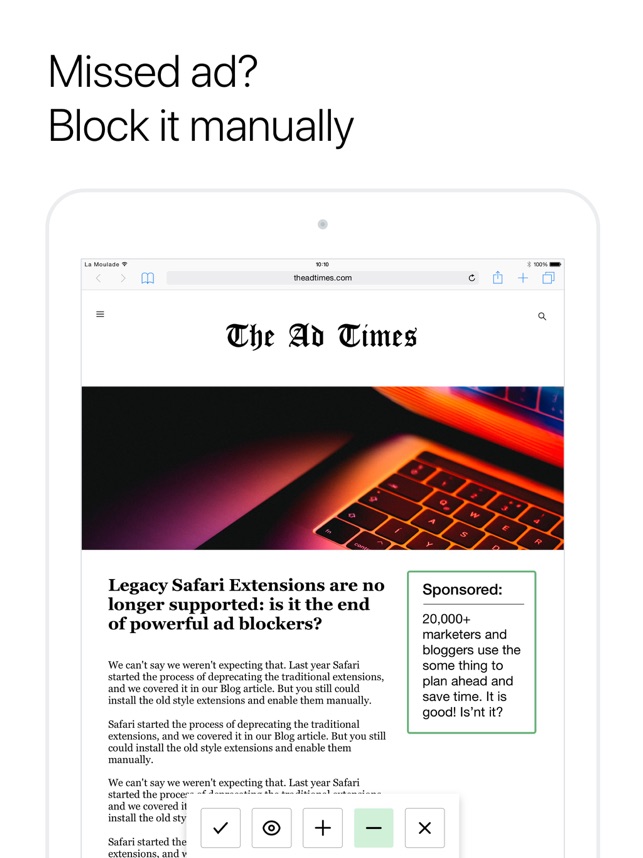 Missed ad?
Block it manually
La Moulade
10:10
100%
theadtimes.com
The Ad Times
Legacy Safari Extensions are no
longer supported: is it the end
of powerful ad blockers?
We can't say we weren't expecting that. Last year Safari
started the process of deprecating the traditional extensions,
and we covered it in our Blog article. But you still could
install the old style extensions and enable them manually.
Safari started the process of deprecating the traditional
extensions, and we covered it in our Blog article. But you still
could install the old style extensions and enable them
manually.
We can't say we weren't expecting that. Last year Safari
started the process of deprecating the traditional extensions,
and we covered it
install the old sty
Safari started the
extensions, and w
Sponsored:
20,000+
marketers and
bloggers use the
some thing to
plan ahead and
save time. It is
good! Is'nt it?